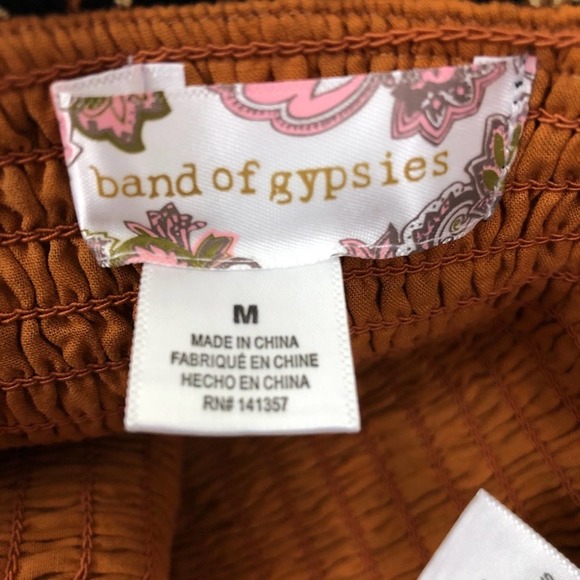 band of gypsies
M
MADE IN CHINA
FABRIQUÉ EN CHINE
HECHO EN CHINA
RN# 141357